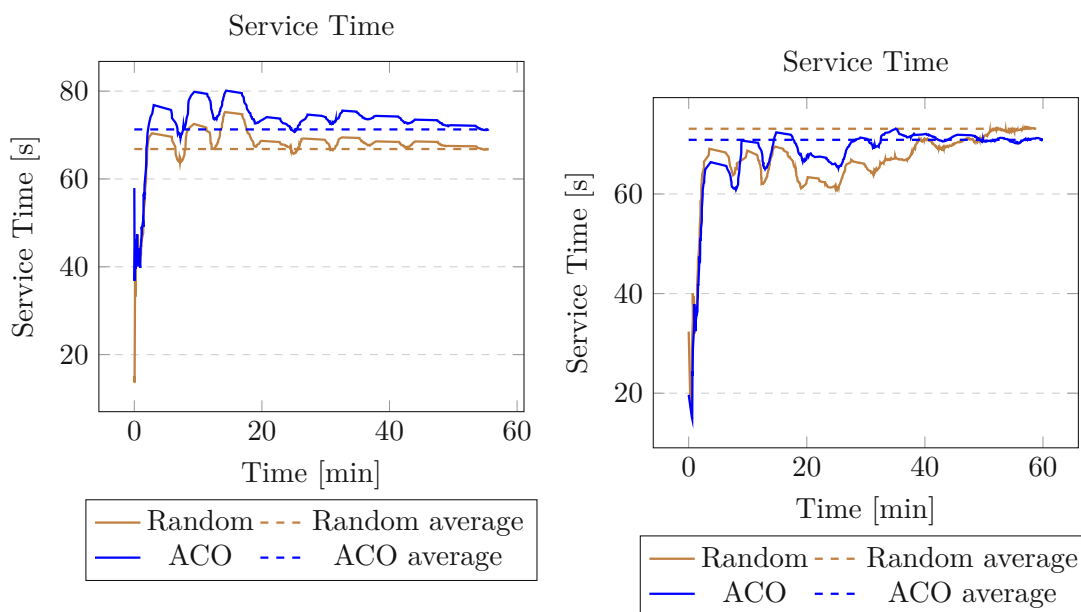 Service Time
80
60
40
20
Service Time [s]
0 20 40 60
Time [min]
Random Random average
ACO ACO average
Service Time
60
40
20
Service Time [s]
0 20 40 60
Time [min]
Random Random average
ACO ACO average